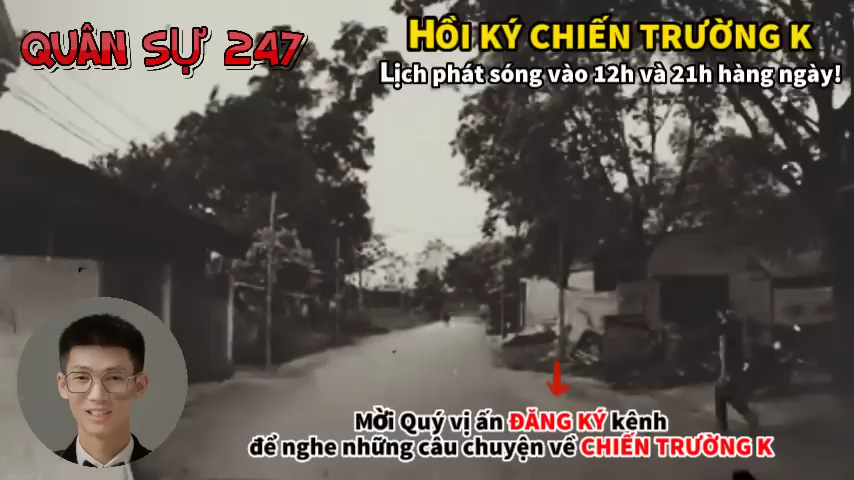 QUÂN SỰ 247
HỒI KÝ CHIẾN TRƯỜNG K
Lịch phát sóng vào 12h và 21h hàng ngày!
Mời Quý vị ấn ĐĂNG KÝ kênh
để nghe những câu chuyện về CHIẾN TRƯỜNG K